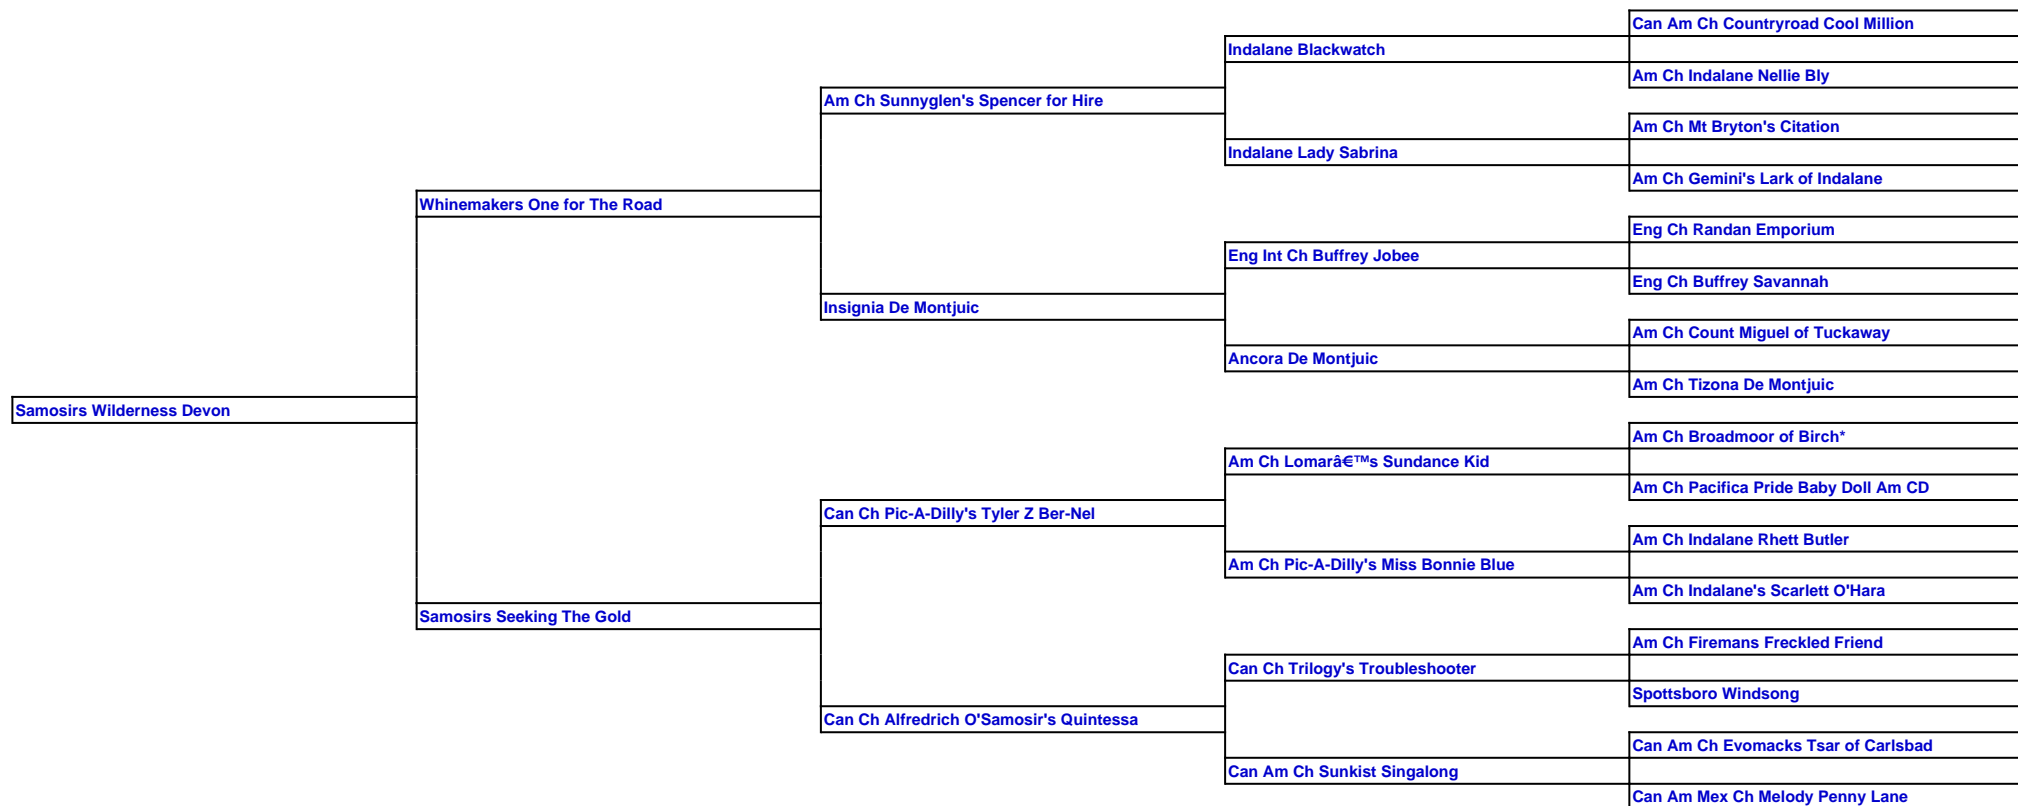 Can Am Ch Countryroad Cool Million
Indalane Blackwatch
Am Ch Indalane Nellie Bly
Am Ch Sunnyglen's Spencer for Hire
Am Ch Mt Bryton's Citation
Indalane Lady Sabrina
Am Ch Gemini's Lark of Indalane
Whinemakers One for The Road
Eng Ch Randan Emporium
Eng Int Ch Buffrey Jobee
Eng Ch Buffrey Savannah
Insignia De Montjuic
Am Ch Count Miguel of Tuckaway
Ancora De Montjuic
Am Ch Tizona De Montjuic
Samosirs Wilderness Devon
Am Ch Broadmoor of Birch*
Am Ch Lomarâ€™s Sundance Kid
Am Ch Pacifica Pride Baby Doll Am CD
Can Ch Pic-A-Dilly's Tyler Z Ber-Nel
Am Ch Indalane Rhett Butler
Am Ch Pic-A-Dilly's Miss Bonnie Blue
Am Ch Indalane's Scarlett O'Hara
Samosirs Seeking The Gold
Am Ch Firemans Freckled Friend
Can Ch Trilogy's Troubleshooter
Spottsboro Windsong
Can Ch Alfredrich O'Samosir's Quintessa
Can Am Ch Evomacks Tsar of Carlsbad
Can Am Ch Sunkist Singalong
Can Am Mex Ch Melody Penny Lane